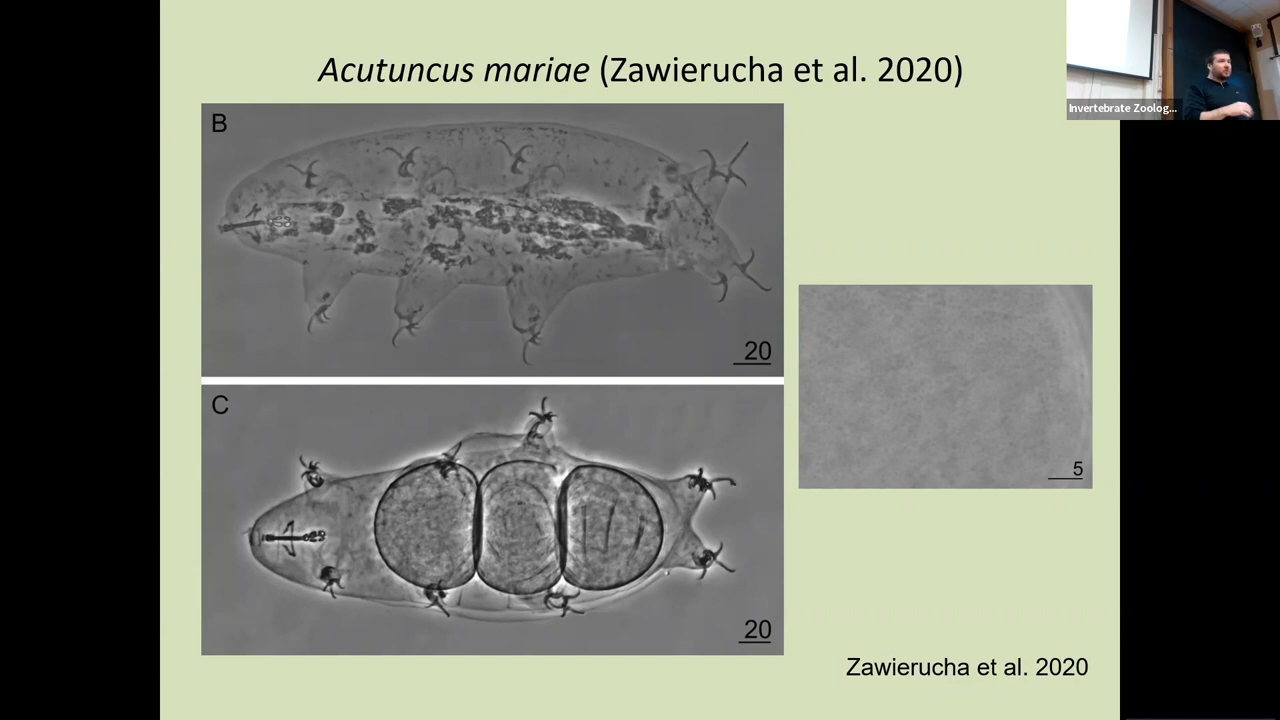 Acutuncus mariae (Zawierucha et al. 2020)
Invertebrate Zoolog...
B
20
5
C
20
Zawierucha et al. 2020